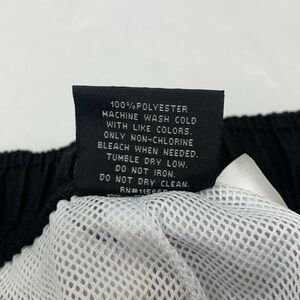 100%POLYESTER
MACHINE WASH COLD
WITH LIKE COLORS.
ONLY NON-CHLORINE
BLEACH WHEN NEEDED.
TUMBLE DRY LOW.
DO NOT IRON.
DO NOT DRY CLEAN.